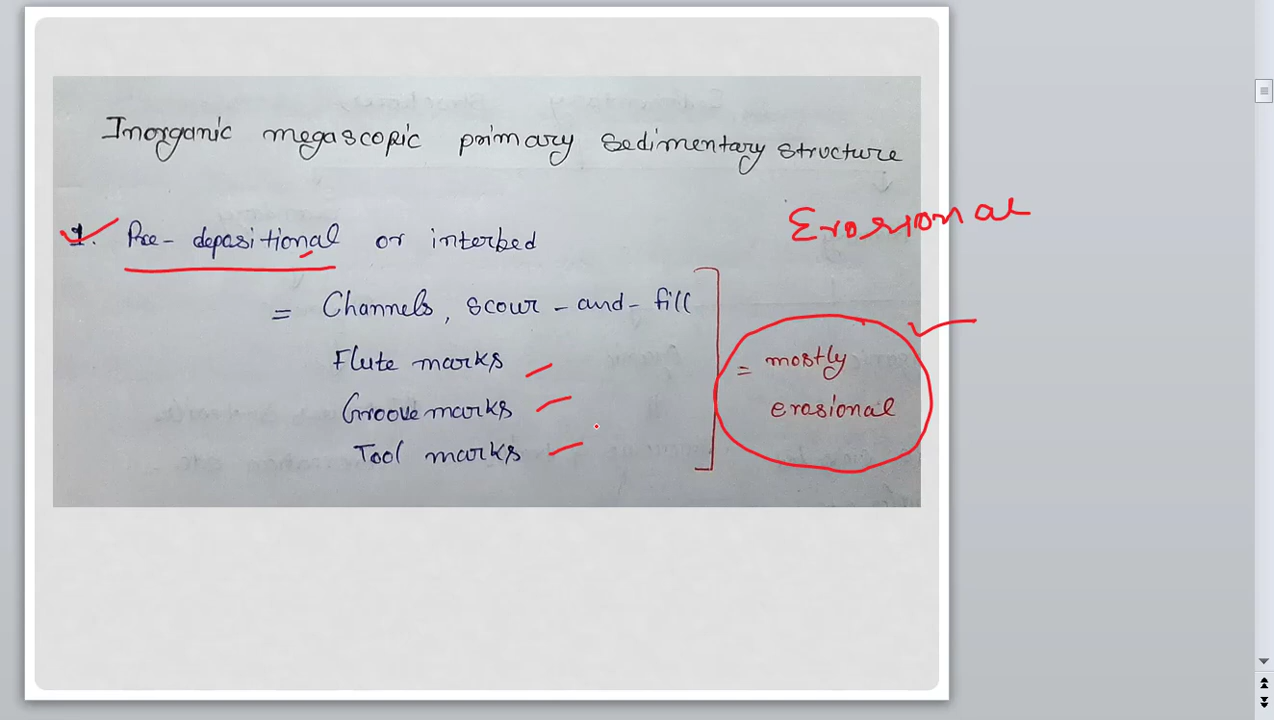 Inorganic megascopic primary sedimentary structure
Erosional
1. Pre-depositional or interbed
= Channels, scour-and-fill
Flute marks
= mostly
Groove marks
erosional
Tool marks